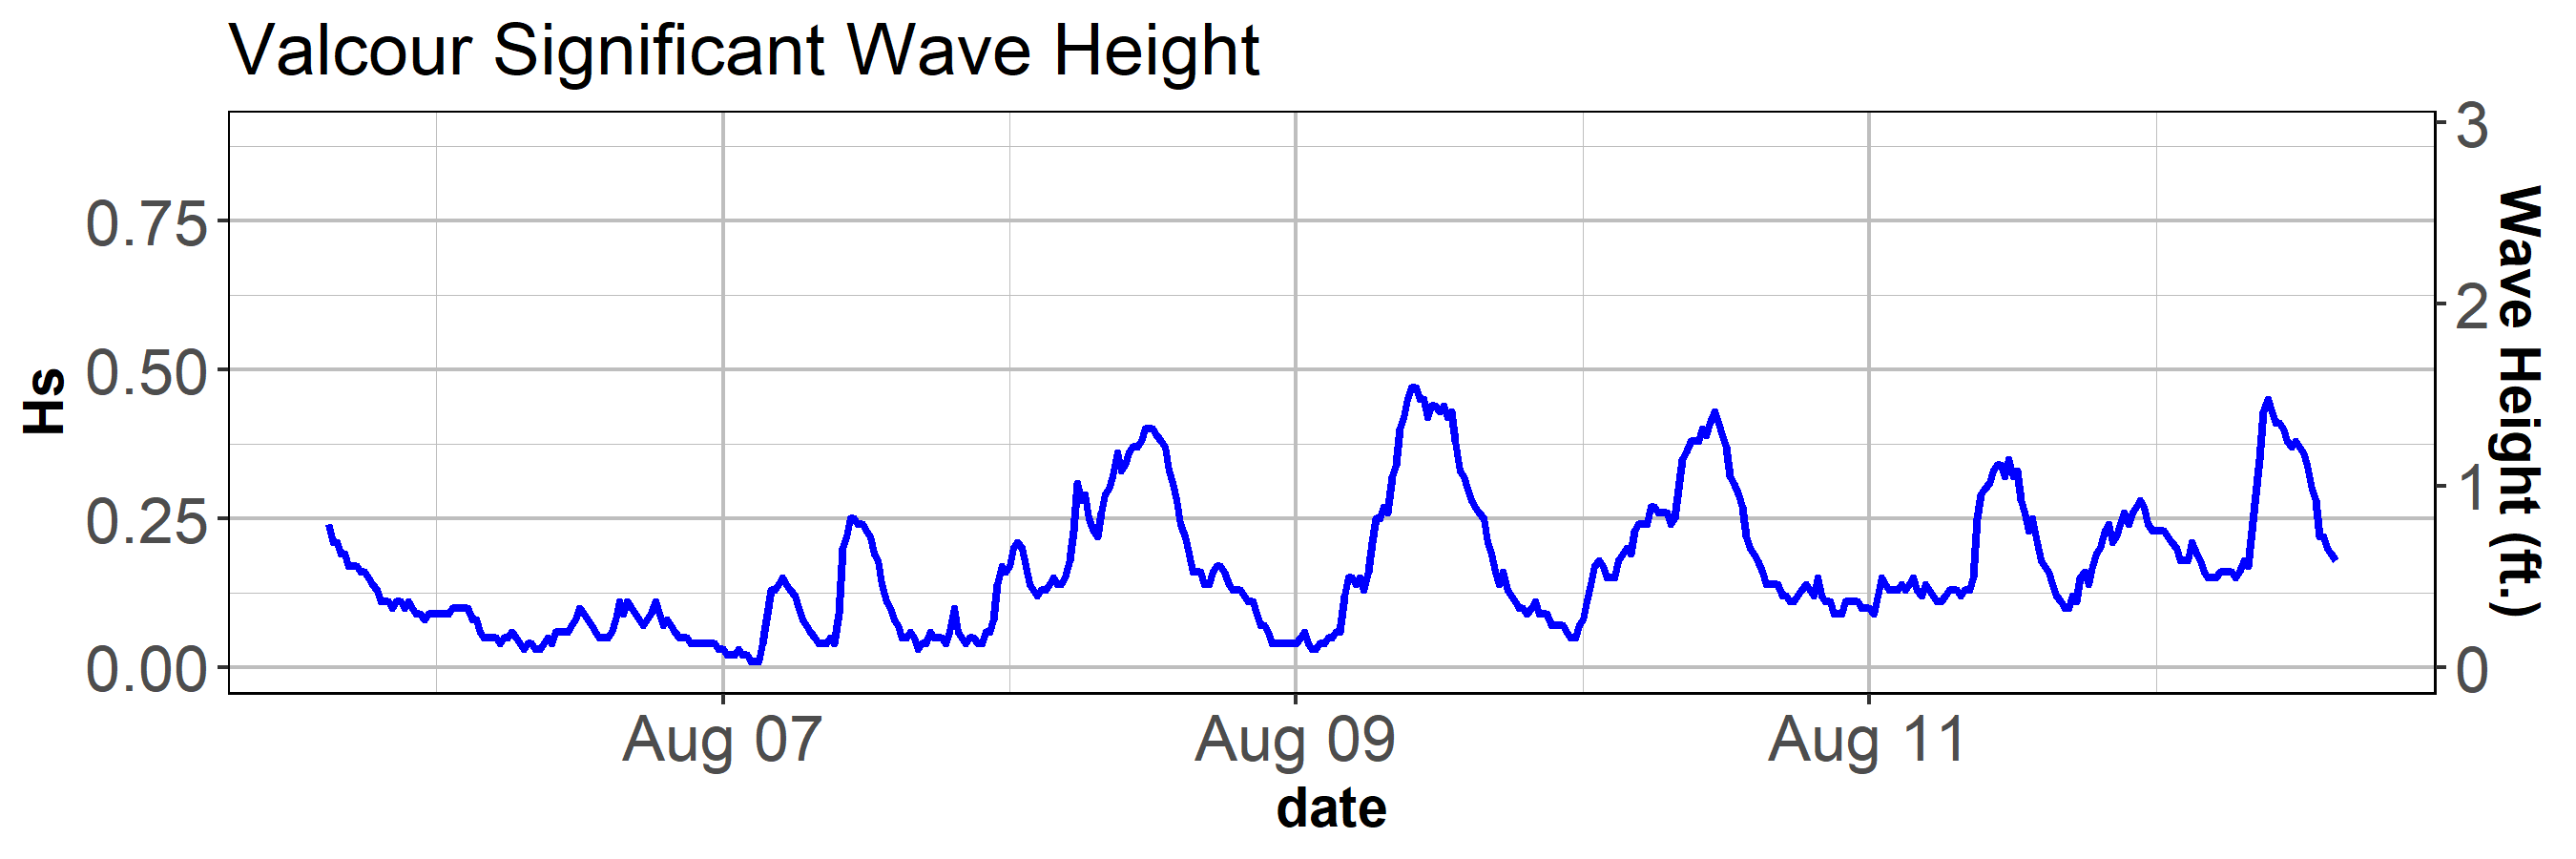 Valcour Significant Wave Height
Hs
0.75
0.50
0.25
0.00
3
2
1
0
Wave Height (ft.)
Aug 07
Aug 09
Aug 11
date